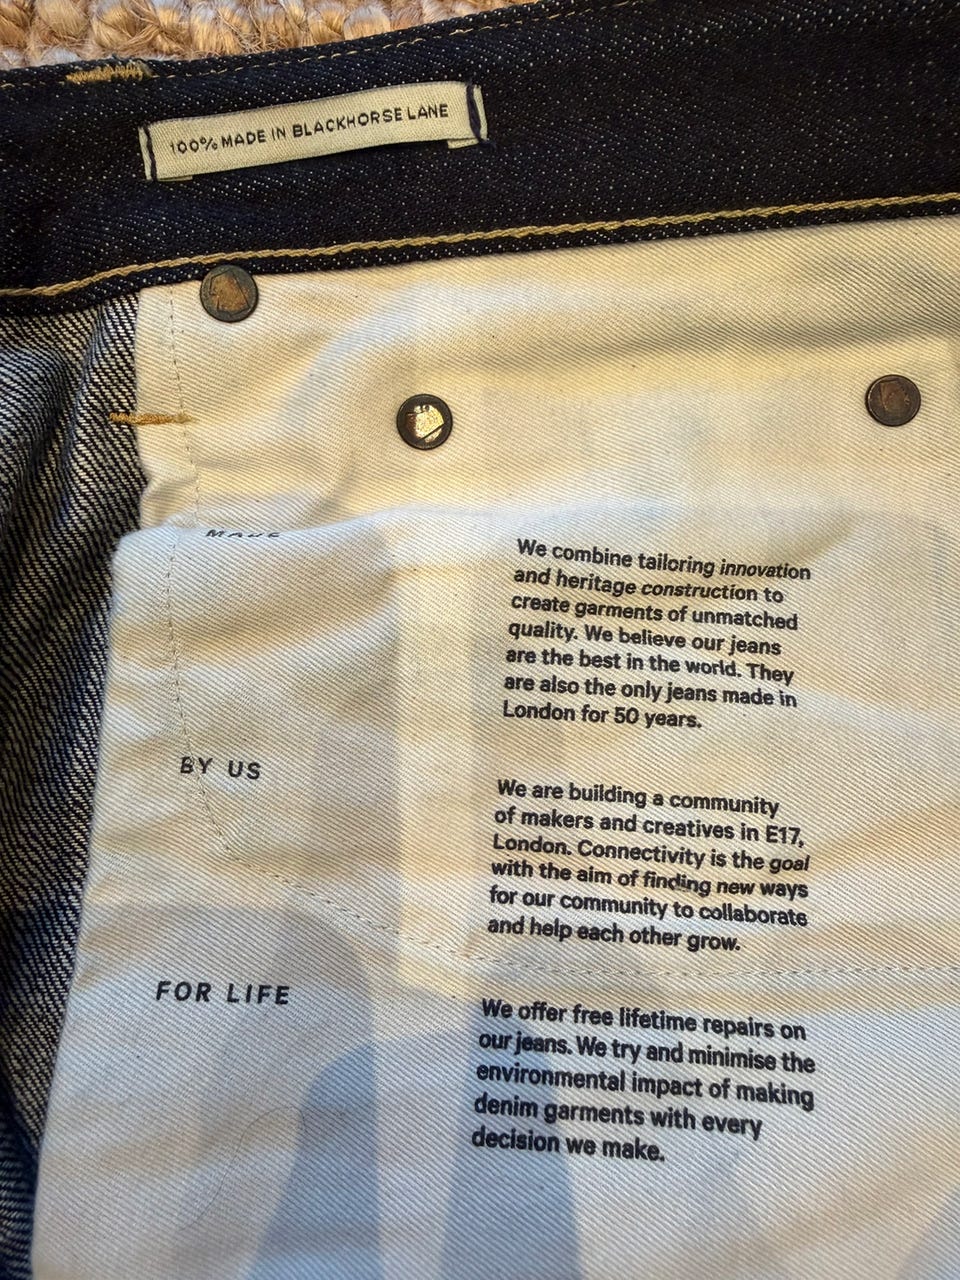 100% MADE IN BLACKHORSE LANE
MADE
We combine tailoring innovation
and heritage construction to
create garments of unmatched
quality. We believe our jeans
are the best in the world. They
are also the only jeans made in
London for 50 years.
BY US
We are building a community
of makers and creatives in E17,
London. Connectivity is the goal
with the aim of finding new ways
for our community to collaborate
and help each other grow.
FOR LIFE
We offer free lifetime repairs on
our jeans. We try and minimise the
environmental impact of making
denim garments with every
decision we make.